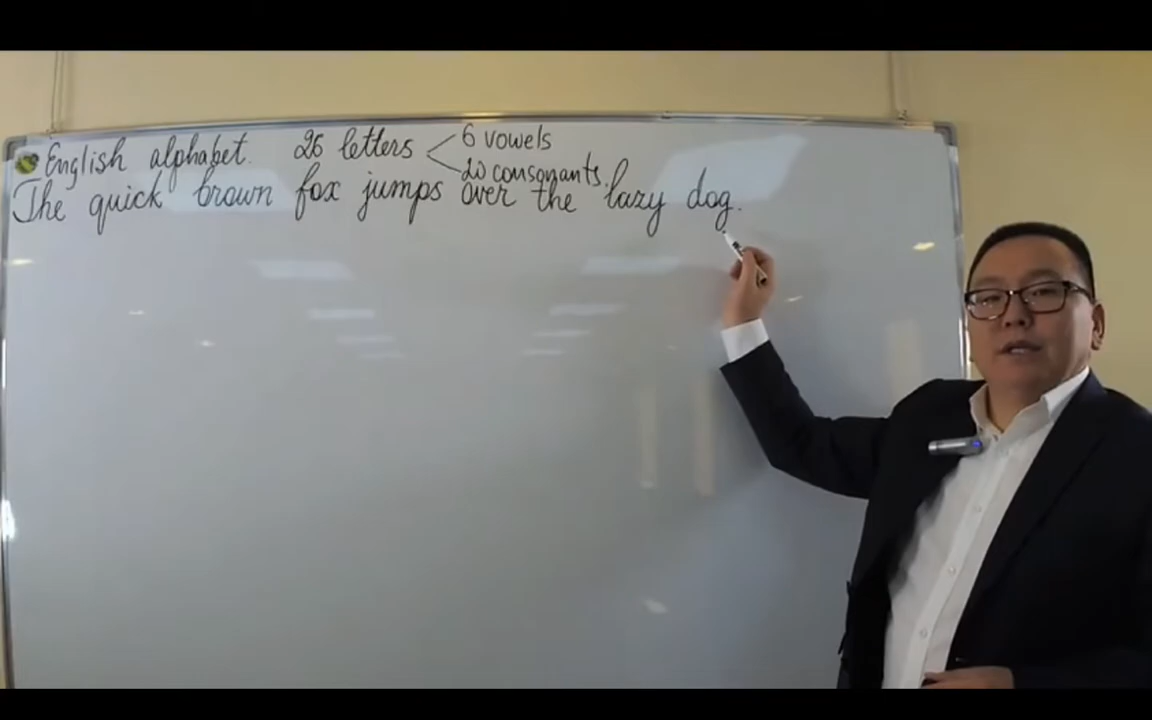 English alphabet. 26 letters < 6 vowels
20 consonants.
The quick brown fox jumps over the lazy dog.